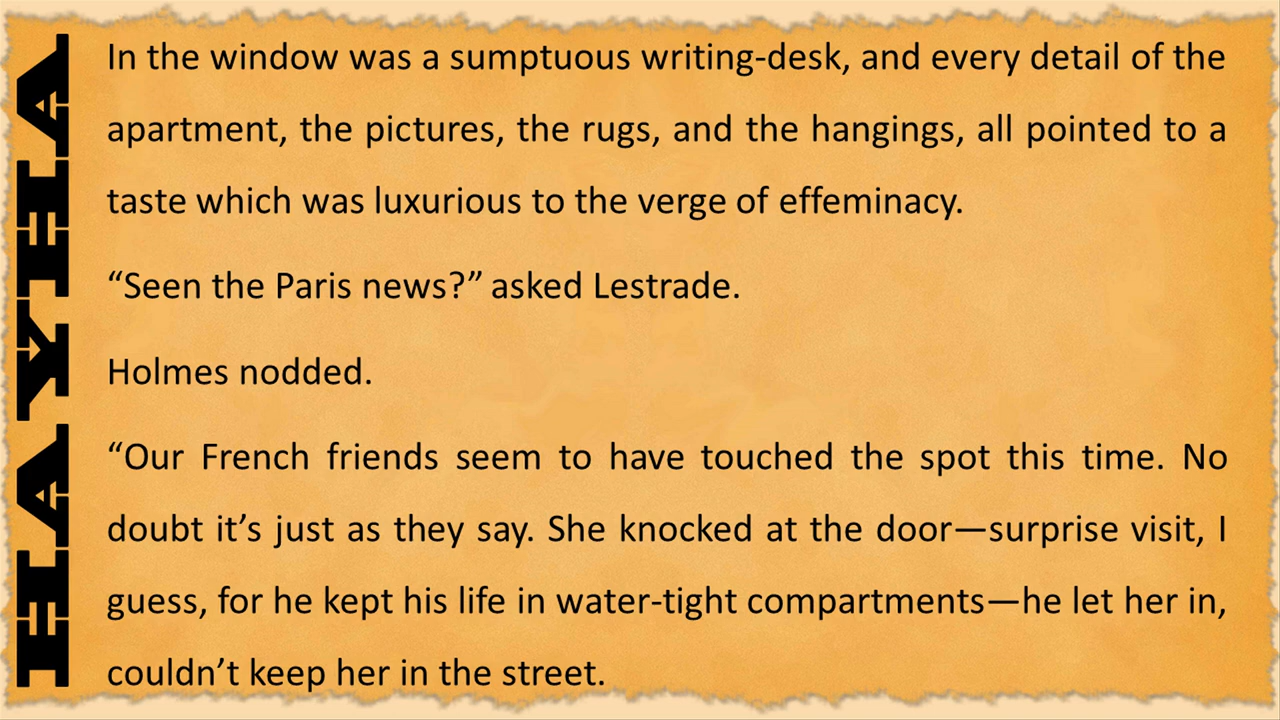 HAYHA
In the window was a sumptuous writing-desk, and every detail of the
apartment, the pictures, the rugs, and the hangings, all pointed to a
taste which was luxurious to the verge of effeminacy.
“Seen the Paris news?” asked Lestrade.
Holmes nodded.
“Our French friends seem to have touched the spot this time. No
doubt it’s just as they say. She knocked at the door—surprise visit, I
guess, for he kept his life in water-tight compartments—he let her in,
couldn’t keep her in the street.